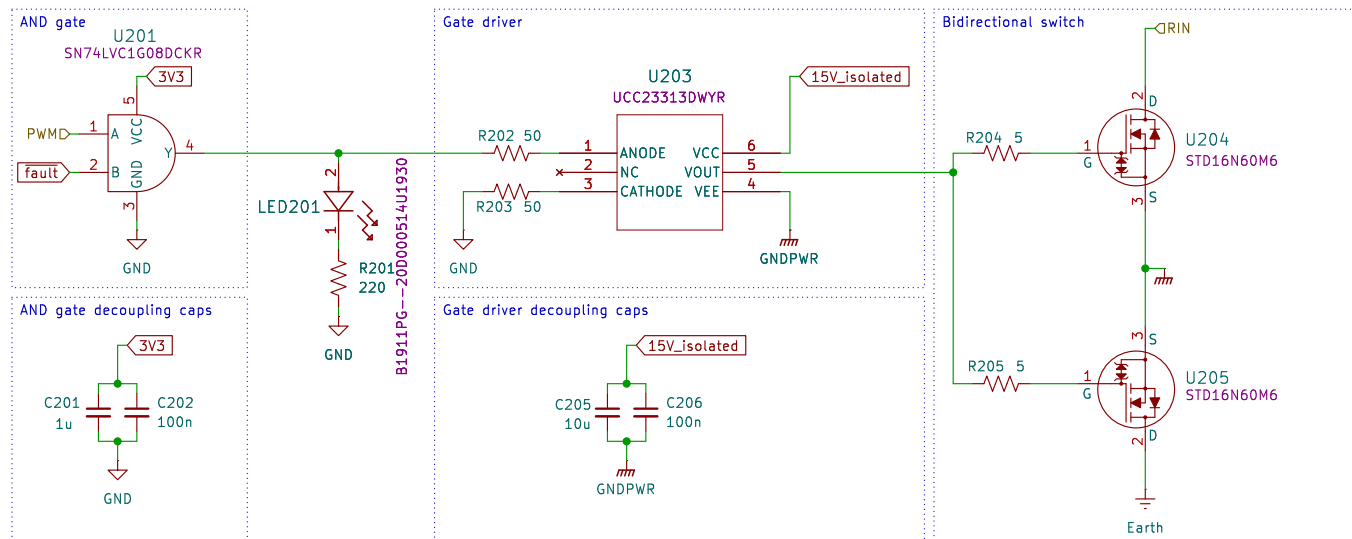 AND gate
U201
SN74LVC1G08DCKR
3V3
5
PWM
1
A
VCC
Y
4
fault
2
B
GND
3
GND
2
LED201
1
B1911PG--20D000514U1930
R201
220
GND
Gate driver
U203
UCC23313DWYR
15V_isolated
R202 50
1
ANODE
VCC
6
2
NC
VOUT
5
3
CATHODE
VEE
4
R203 50
GND
GNDPWR
Bidirectional switch
RIN
2
D
R204 5
1
G
U204
STD16N60M6
3
S
3
S
R205 5
1
G
U205
STD16N60M6
2
D
Earth
AND gate decoupling caps
3V3
C201
1u
C202
100n
GND
Gate driver decoupling caps
15V_isolated
C205
10u
C206
100n
GNDPWR